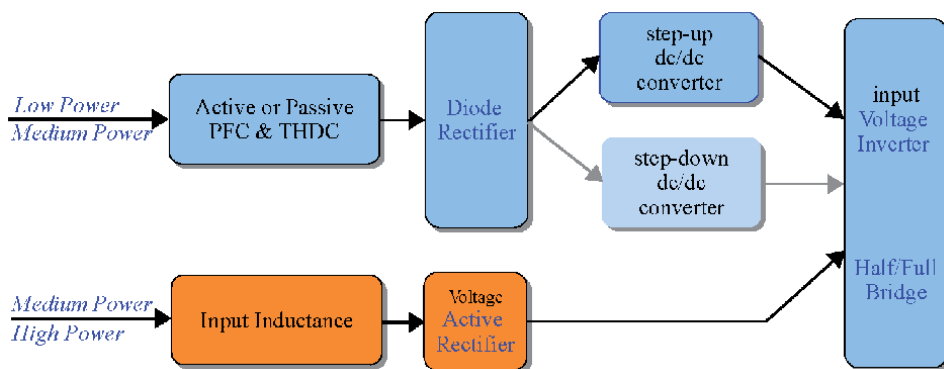 Low Power
Medium Power
Active or Passive
PFC & THDC
Diode
Rectifier
step-up
dc/dc
converter
step-down
dc/dc
converter
input
Voltage
Inverter
Half/Full
Bridge
Medium Power
High Power
Input Inductance
Voltage
Active
Rectifier